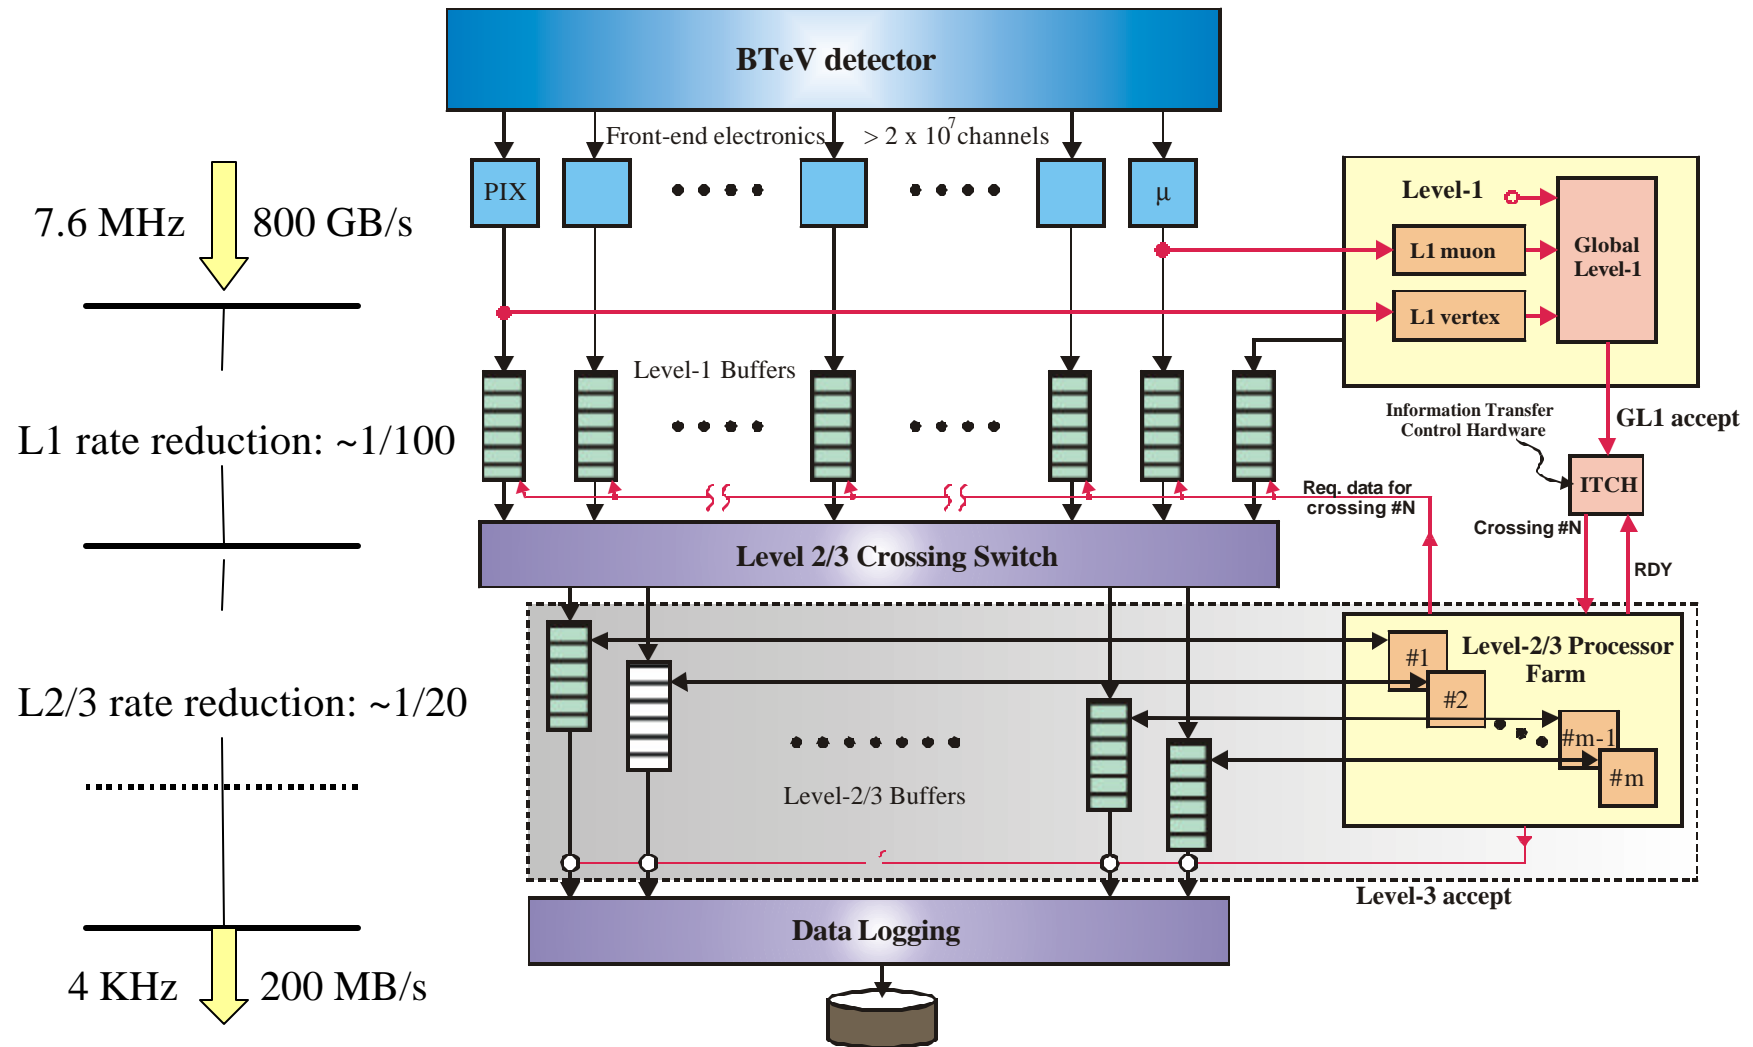 BTeV detector
Front-end electronics > 2 x 10^7 channels
PIX
μ
7.6 MHz 800 GB/s
Level-1
L1 muon
L1 vertex
Global
Level-1
Level-1 Buffers
L1 rate reduction: ~1/100
Information Transfer
Control Hardware
GL1 accept
ITCH
Req. data for
crossing #N
Crossing #N
RDY
Level 2/3 Crossing Switch
Level-2/3 Processor
Farm
#1
#2
#m-1
#m
L2/3 rate reduction: ~1/20
Level-2/3 Buffers
Level-3 accept
Data Logging
4 KHz 200 MB/s